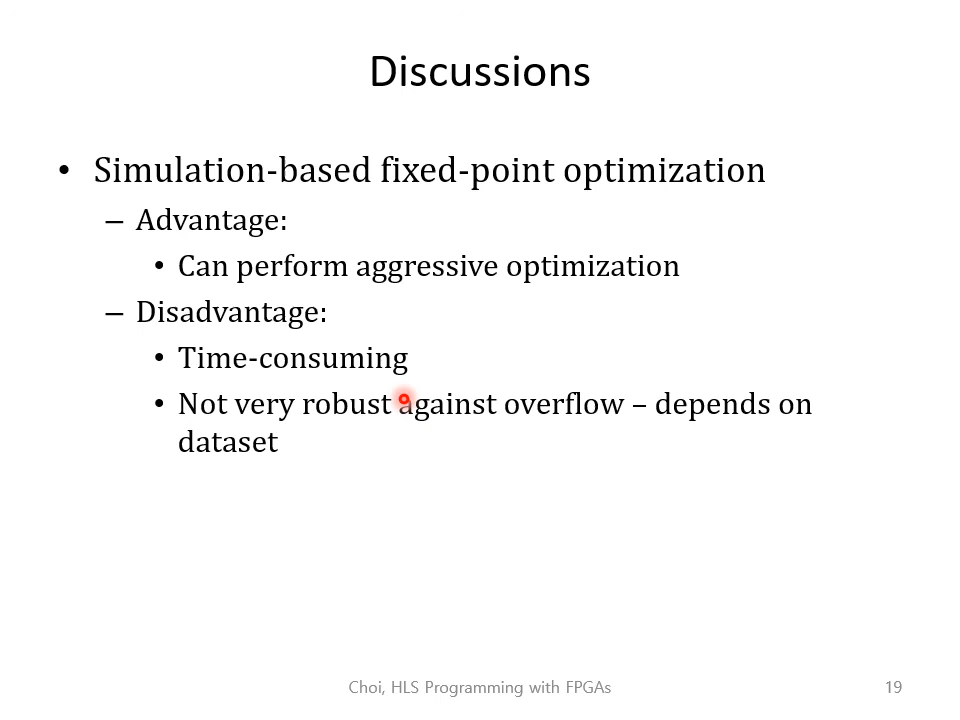 Discussions
• Simulation-based fixed-point optimization
– Advantage:
• Can perform aggressive optimization
– Disadvantage:
• Time-consuming
• Not very robust against overflow – depends on
dataset
Choi, HLS Programming with FPGAs
19